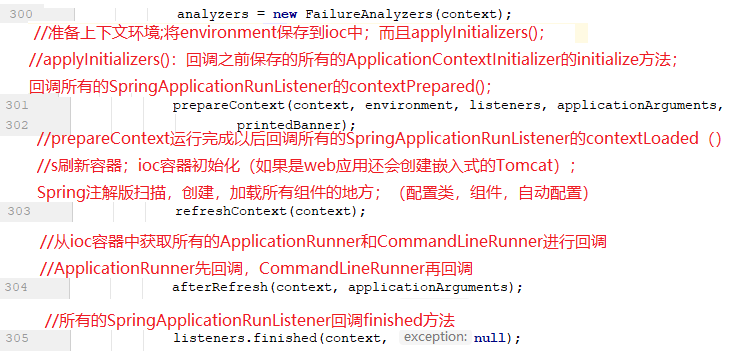 300 analyzers = new FailureAnalyzers(context);
//准备上下文环境;将environment保存到ioc中；而且applyInitializers();
//applyInitializers()：回调之前保存的所有的ApplicationContextInitializer的initialize方法；
回调所有的SpringApplicationRunListener的contextPrepared();
301 prepareContext(context, environment, listeners, applicationArguments,
302 printedBanner);
//prepareContext运行完成以后回调所有的SpringApplicationRunListener的contextLoaded（）
//s刷新容器；ioc容器初始化（如果是web应用还会创建嵌入式的Tomcat）；
Spring注解版扫描，创建，加载所有组件的地方；（配置类，组件，自动配置）
303 refreshContext(context);
//从ioc容器中获取所有的ApplicationRunner和CommandLineRunner进行回调
//ApplicationRunner先回调，CommandLineRunner再回调
304 afterRefresh(context, applicationArguments);
//所有的SpringApplicationRunListener回调finished方法
305 listeners.finished(context, exception: null);